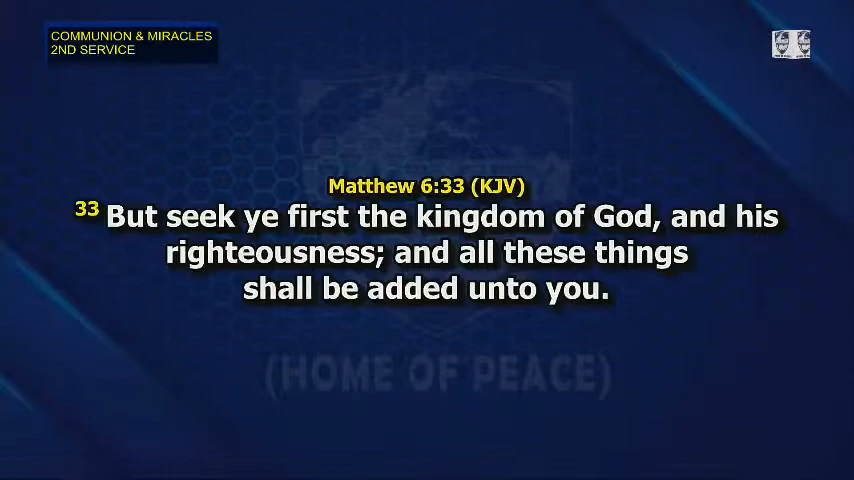 COMMUNION & MIRACLES
2ND SERVICE
Matthew 6:33 (KJV)
33 But seek ye first the kingdom of God, and his
righteousness; and all these things
shall be added unto you.
(HOME OF PEACE)